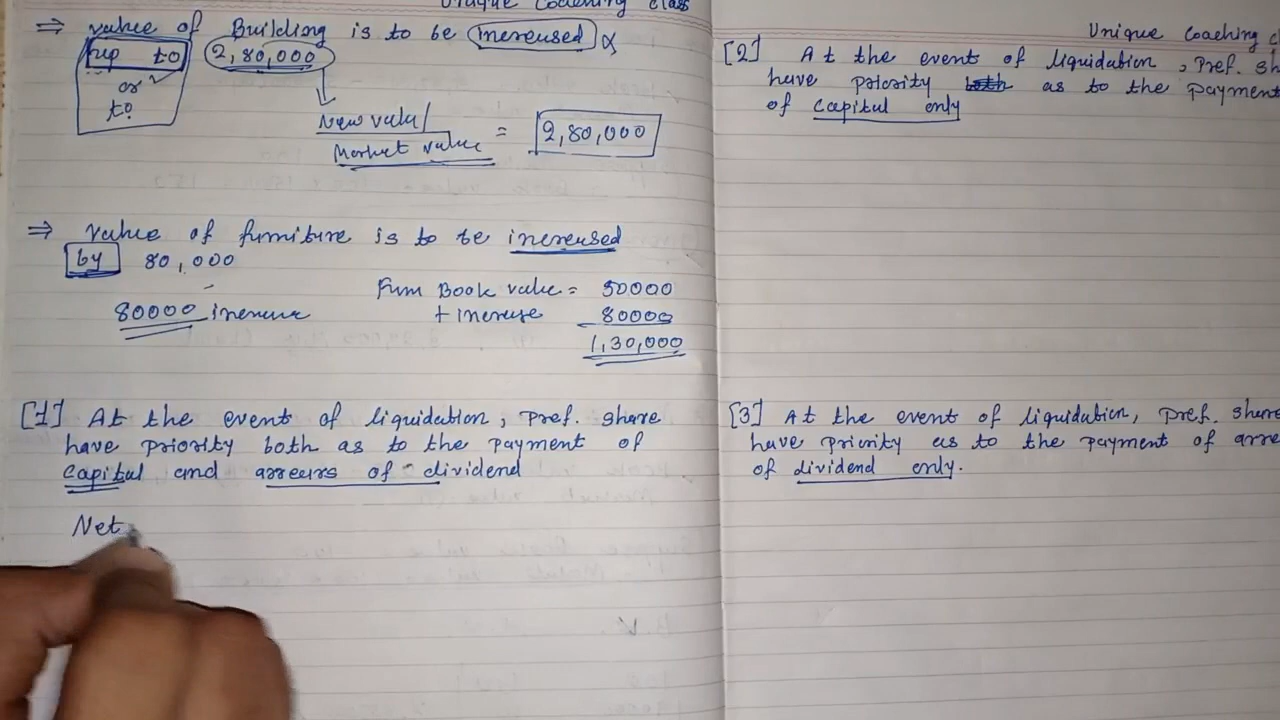 Unique Coaching Class
⇒ value of Building is to be increused
up to 2,80,000
or
to
New value/
Market value = 2,80,000
⇒ value of furniture is to be increused
by 80,000
80000 increuse
Furn Book value = 50000
+ increuse 80000
1,30,000
[1] At the event of liquidation, Pref. share
have priority both as to the payment of
capital and arreurs of dividend
Net
Unique Coaching C
[2] At the event of liquidation, Pref. sh
have priority both as to the payment
of capital only
[3] At the event of liquidation, Pref. share
have priority as to the payment of arre
of dividend only.